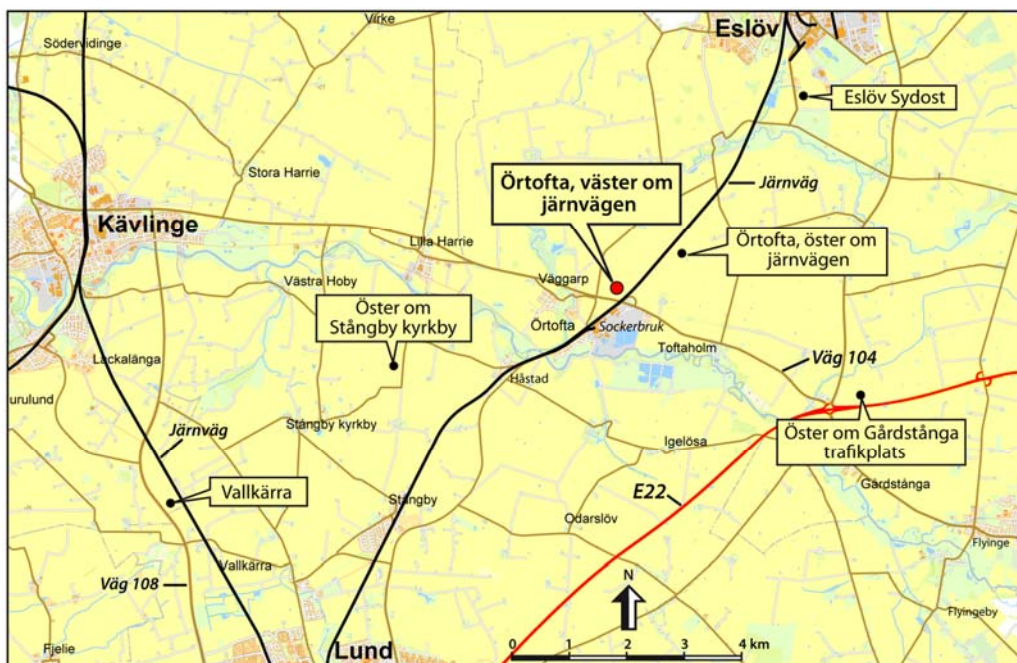 Virke
Eslöv
Södervidinge
Eslöv Sydost
Stora Harrie
Örtofta, väster om
järnvägen
Järnväg
Kävlinge
Lilla Harrie
Örtofta, öster om
järnvägen
Västra Hoby
Väggarp
Öster om
Stångby kyrkby
Örtofta
Sockerbruk
Toftaholm
Väg 104
Lackalänga
Håstad
urulund
Järnväg
Stångby kyrkby
Igelösa
Öster om Gårdstånga
trafikplats
Vallkärra
E22
Gårdstånga
Stångby
Odarslöv
Flyinge
Vallkärra
Väg 108
N
Flyingeby
Fjelie
Lund
0 1 2 3 4 km